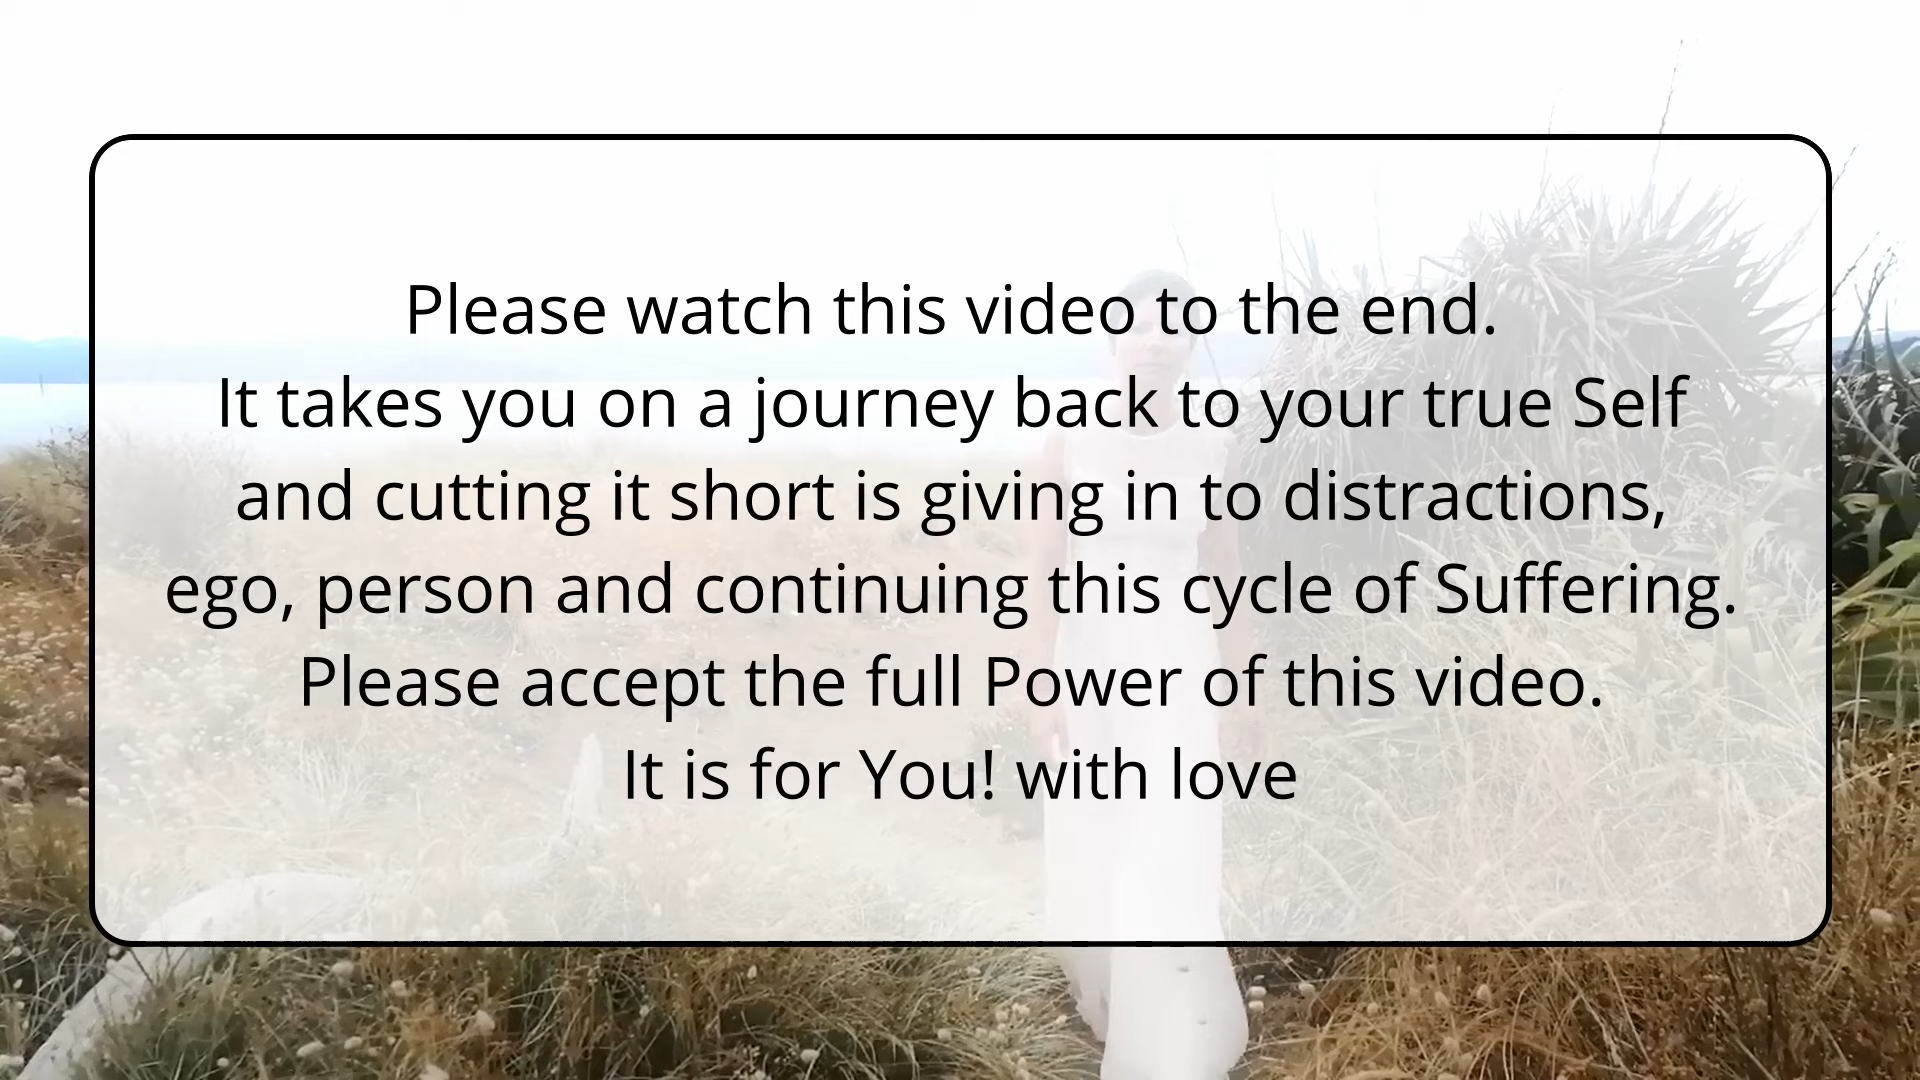 Please watch this video to the end.
It takes you on a journey back to your true Self
and cutting it short is giving in to distractions,
ego, person and continuing this cycle of Suffering.
Please accept the full Power of this video.
It is for You! with love